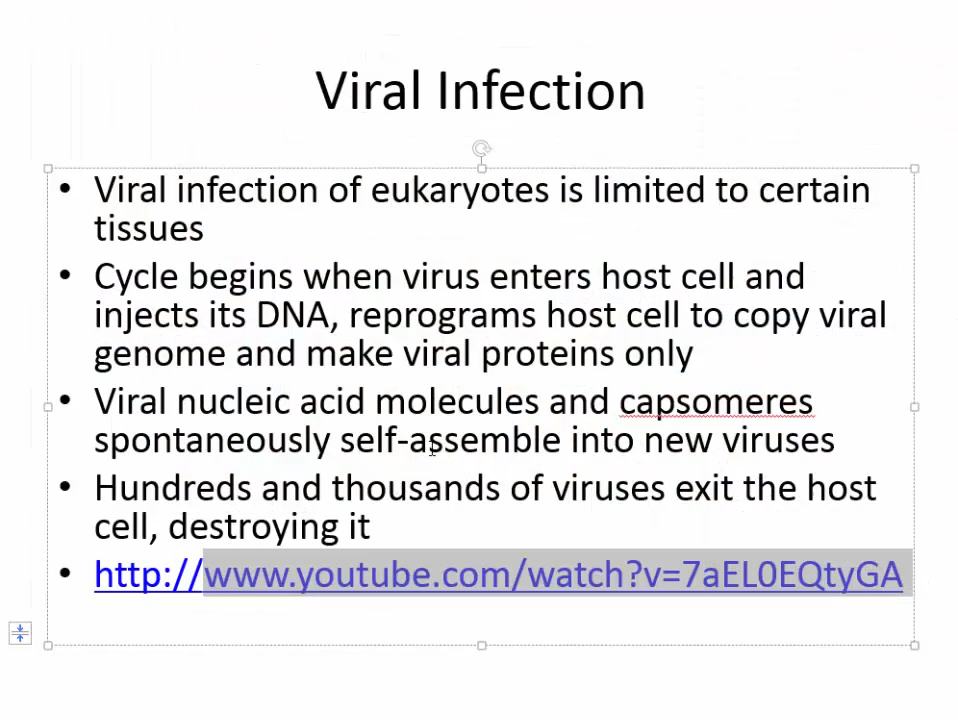 Viral Infection
• Viral infection of eukaryotes is limited to certain
tissues
• Cycle begins when virus enters host cell and
injects its DNA, reprograms host cell to copy viral
genome and make viral proteins only
• Viral nucleic acid molecules and capsomeres
spontaneously self-assemble into new viruses
• Hundreds and thousands of viruses exit the host
cell, destroying it
• http://www.youtube.com/watch?v=7aEL0EQtyGA